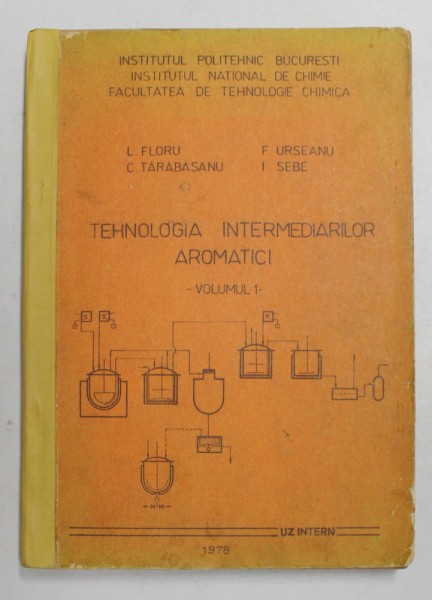 INSTITUTUL POLITEHNIC BUCURESTI
INSTITUTUL NATIONAL DE CHIMIE
FACULTATEA DE TEHNOLOGIE CHIMICA
L. FLORU F. URSEANU
C. TARABASANU I. SEBE
TEHNOLOGIA INTERMEDIARILOR
AROMATICI
-VOLUMUL 1-
UZ INTERN
1978